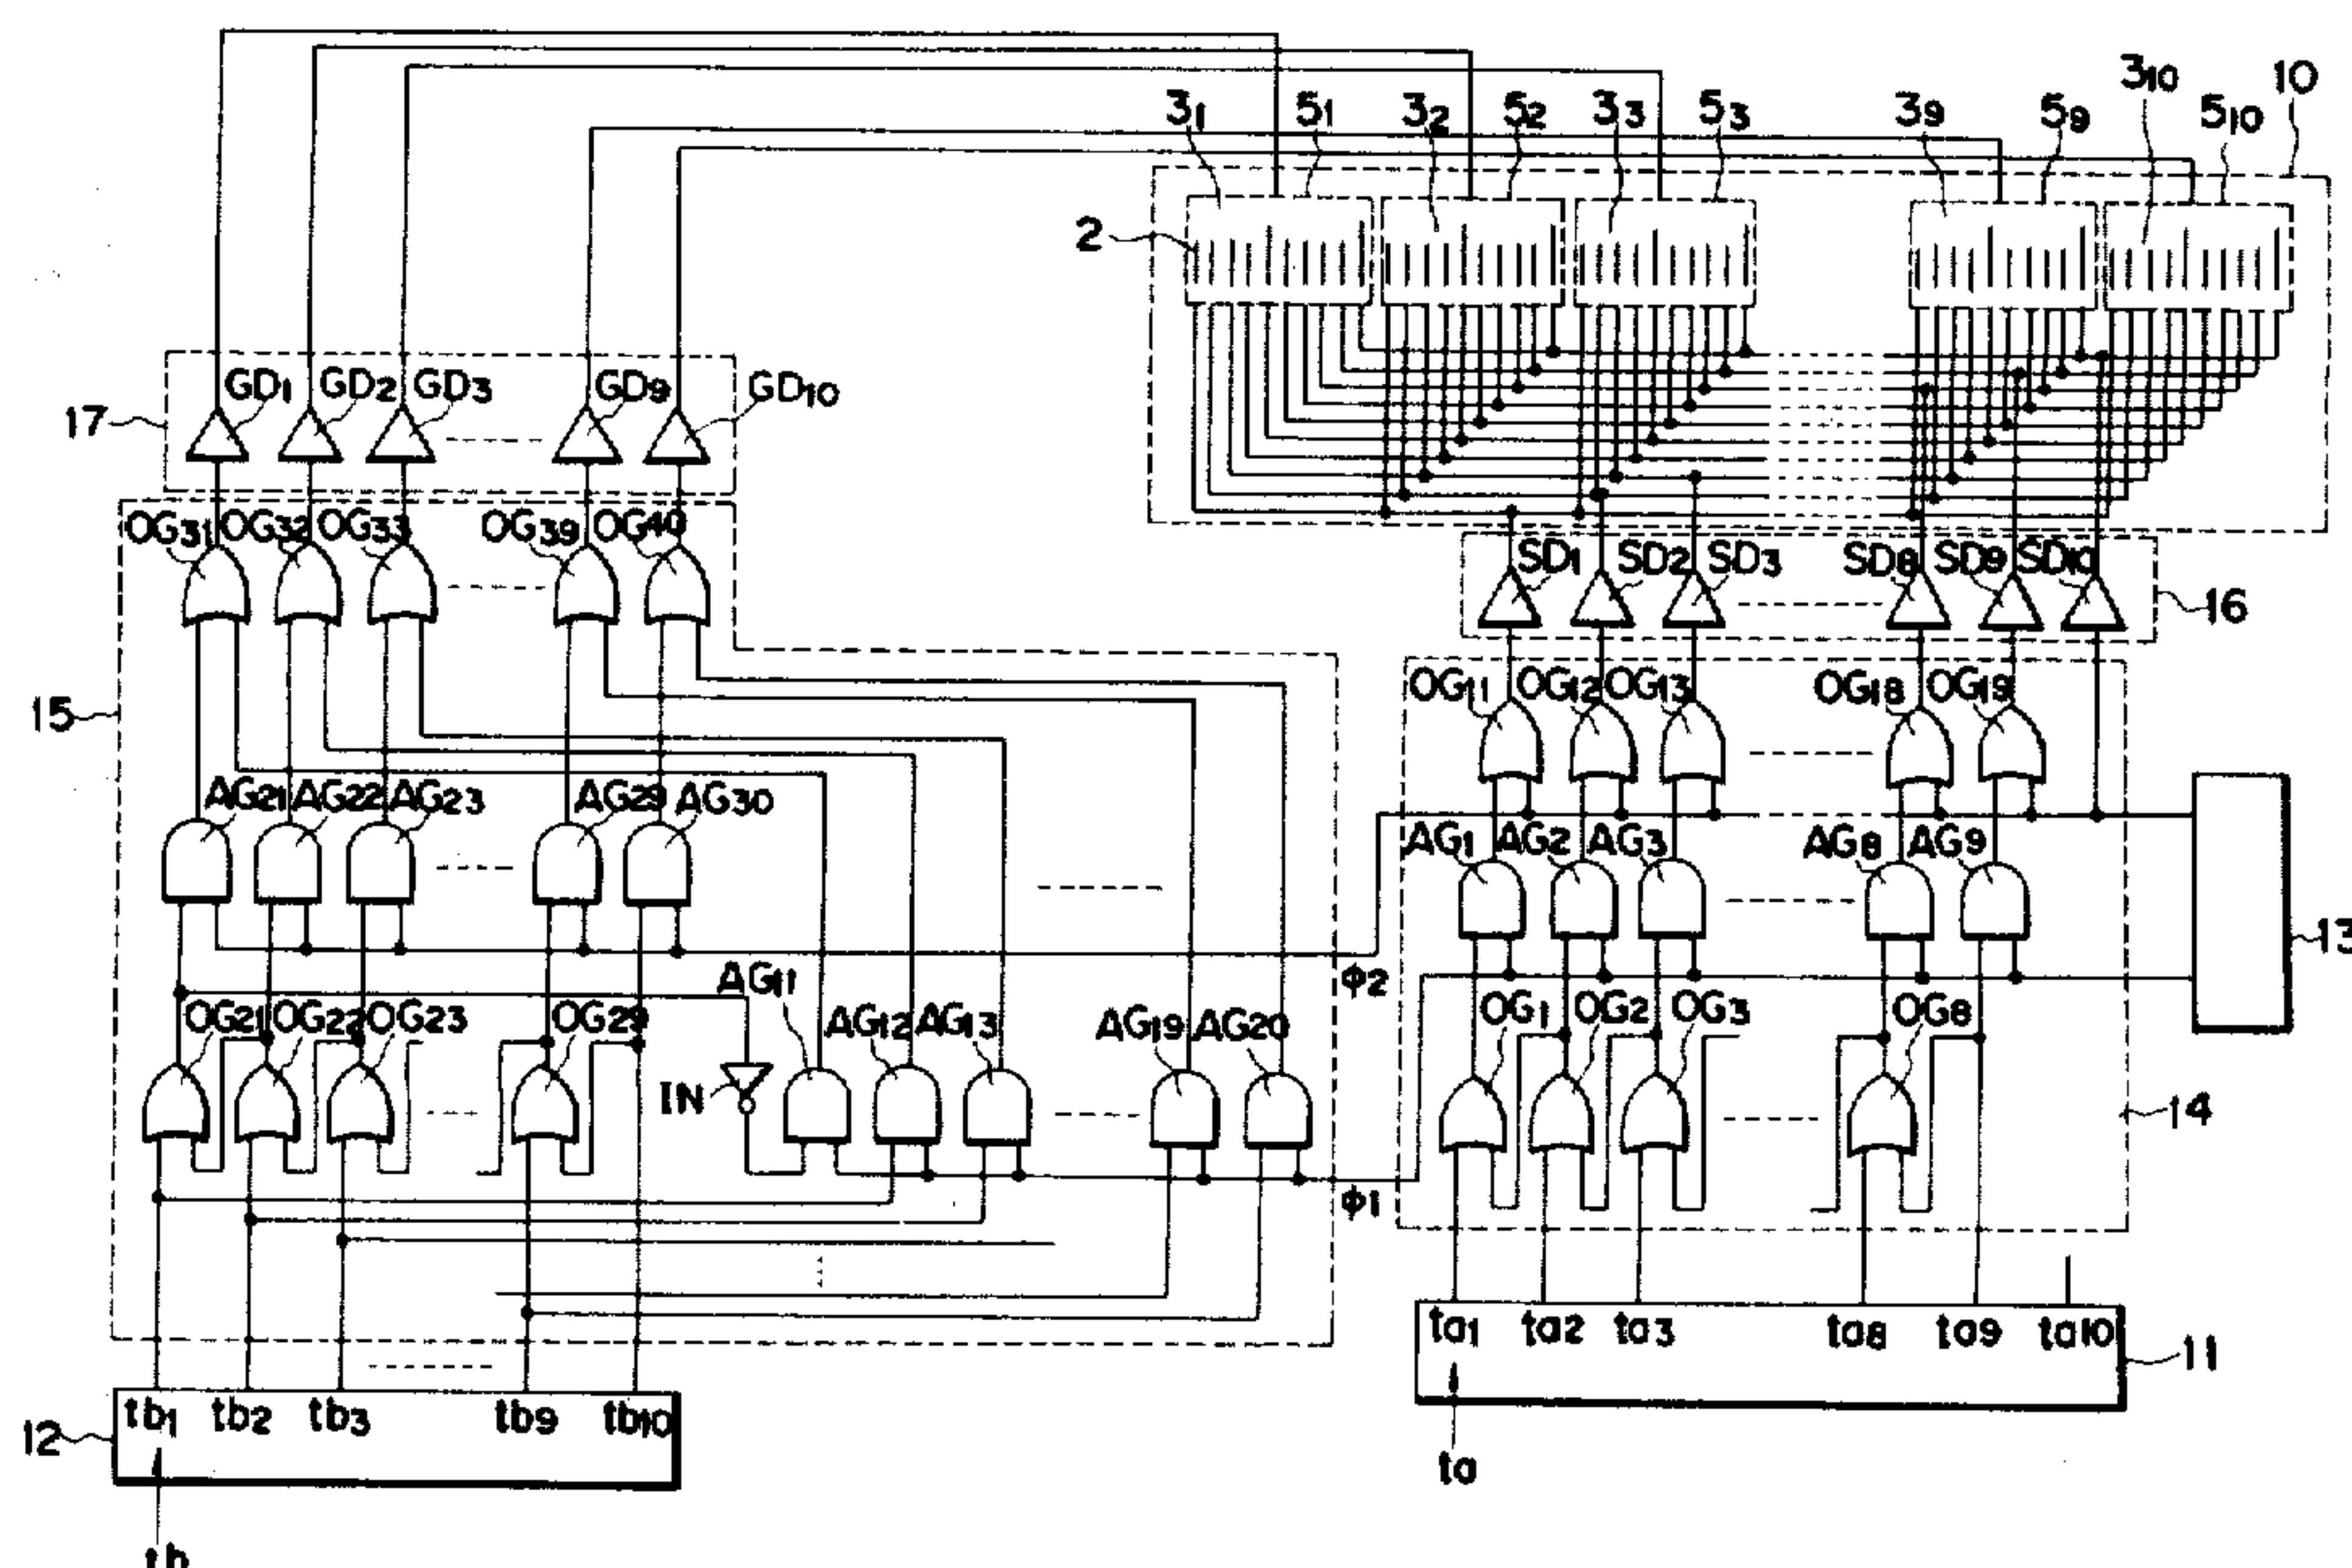 3₁ 5₁ 3₂ 5₂ 3₃ 5₃ 3₉ 5₉ 3₁₀ 5₁₀ 10
2
GD₁ GD₂ GD₃ GD₉ GD₁₀
17
OG₃₁ OG₃₂ OG₃₃ OG₃₉ OG₄₀
SD₁ SD₂ SD₃ SD₈ SD₉ SD₁₀
16
15
OG₁₁ OG₁₂ OG₁₃ OG₁₈ OG₁₉
AG₂₁ AG₂₂ AG₂₃ AG₂₉ AG₃₀
AG₁ AG₂ AG₃ AG₈ AG₉
13
Φ2
AG₁₁
OG₂₁ OG₂₂ OG₂₃ OG₂₉
AG₁₂ AG₁₃ AG₁₉ AG₂₀
OG₁ OG₂ OG₃ OG₈
IN
14
Φ1
ta₁ ta₂ ta₃ ta₈ ta₉ ta₁₀
11
tb₁ tb₂ tb₃ tb₉ tb₁₀
12
ta
tb